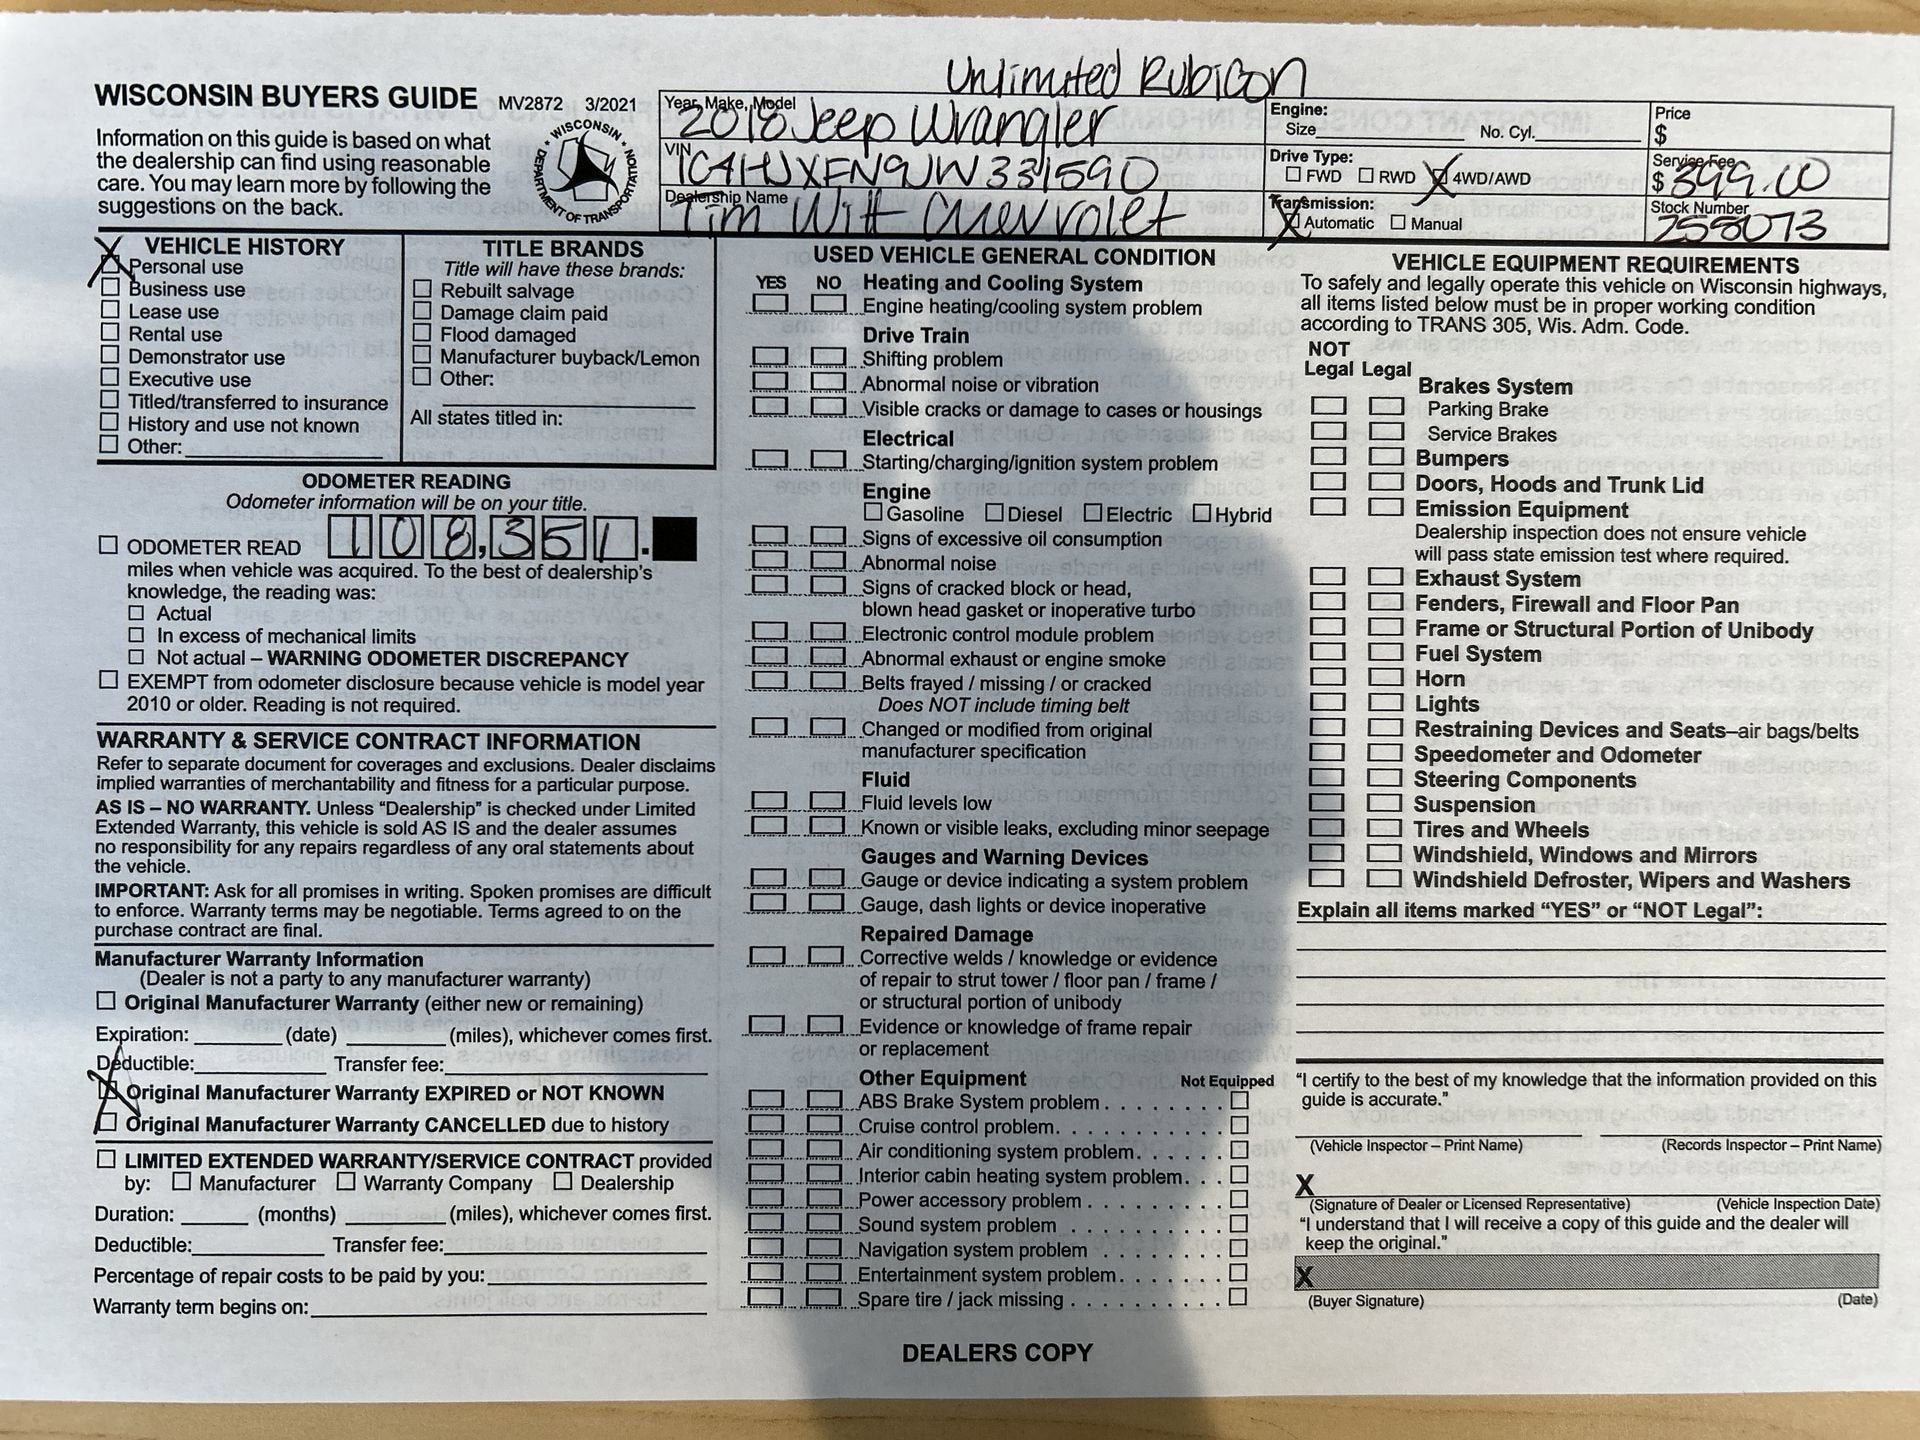 Unlimited Rubicon
WISCONSIN BUYERS GUIDE MV2872 3/2021
Information on this guide is based on what
the dealership can find using reasonable
care. You may learn more by following the
suggestions on the back.
WISCONSIN DEPARTMENT OF TRANSPORTATION
Year, Make, Model
2018 Jeep Wrangler
VIN
1C4HJXFN9JW331590
Dealership Name
Tim Witt Chevrolet
Engine:
Size No. Cyl.
Drive Type:
FWD RWD X 4WD/AWD
Transmission:
X Automatic Manual
Price
$
Service Fee
$ 399.00
Stock Number
258073
VEHICLE HISTORY
X Personal use
Business use
Lease use
Rental use
Demonstrator use
Executive use
Titled/transferred to insurance
History and use not known
Other:
TITLE BRANDS
Title will have these brands:
Rebuilt salvage
Damage claim paid
Flood damaged
Manufacturer buyback/Lemon
Other:
All states titled in:
ODOMETER READING
Odometer information will be on your title.
ODOMETER READ 108,351.
miles when vehicle was acquired. To the best of dealership's
knowledge, the reading was:
Actual
In excess of mechanical limits
Not actual – WARNING ODOMETER DISCREPANCY
EXEMPT from odometer disclosure because vehicle is model year
2010 or older. Reading is not required.
WARRANTY & SERVICE CONTRACT INFORMATION
Refer to separate document for coverages and exclusions. Dealer disclaims
implied warranties of merchantability and fitness for a particular purpose.
AS IS – NO WARRANTY. Unless "Dealership" is checked under Limited
Extended Warranty, this vehicle is sold AS IS and the dealer assumes
no responsibility for any repairs regardless of any oral statements about
the vehicle.
IMPORTANT: Ask for all promises in writing. Spoken promises are difficult
to enforce. Warranty terms may be negotiable. Terms agreed to on the
purchase contract are final.
Manufacturer Warranty Information
(Dealer is not a party to any manufacturer warranty)
Original Manufacturer Warranty (either new or remaining)
Expiration: (date) (miles), whichever comes first.
Deductible: Transfer fee:
X Original Manufacturer Warranty EXPIRED or NOT KNOWN
Original Manufacturer Warranty CANCELLED due to history
LIMITED EXTENDED WARRANTY/SERVICE CONTRACT provided
by: Manufacturer Warranty Company Dealership
Duration: (months) (miles), whichever comes first.
Deductible: Transfer fee:
Percentage of repair costs to be paid by you:
Warranty term begins on:
USED VEHICLE GENERAL CONDITION
YES NO Heating and Cooling System
Engine heating/cooling system problem
Drive Train
Shifting problem
Abnormal noise or vibration
Visible cracks or damage to cases or housings
Electrical
Starting/charging/ignition system problem
Engine
Gasoline Diesel Electric Hybrid
Signs of excessive oil consumption
Abnormal noise
Signs of cracked block or head,
blown head gasket or inoperative turbo
Electronic control module problem
Abnormal exhaust or engine smoke
Belts frayed / missing / or cracked
Does NOT include timing belt
Changed or modified from original
manufacturer specification
Fluid
Fluid levels low
Known or visible leaks, excluding minor seepage
Gauges and Warning Devices
Gauge or device indicating a system problem
Gauge, dash lights or device inoperative
Repaired Damage
Corrective welds / knowledge or evidence
of repair to strut tower / floor pan / frame /
or structural portion of unibody
Evidence or knowledge of frame repair
or replacement
Other Equipment Not Equipped
ABS Brake System problem
Cruise control problem
Air conditioning system problem
Interior cabin heating system problem
Power accessory problem
Sound system problem
Navigation system problem
Entertainment system problem
Spare tire / jack missing
VEHICLE EQUIPMENT REQUIREMENTS
To safely and legally operate this vehicle on Wisconsin highways,
all items listed below must be in proper working condition
according to TRANS 305, Wis. Adm. Code.
NOT
Legal Legal
Brakes System
Parking Brake
Service Brakes
Bumpers
Doors, Hoods and Trunk Lid
Emission Equipment
Dealership inspection does not ensure vehicle
will pass state emission test where required.
Exhaust System
Fenders, Firewall and Floor Pan
Frame or Structural Portion of Unibody
Fuel System
Horn
Lights
Restraining Devices and Seats–air bags/belts
Speedometer and Odometer
Steering Components
Suspension
Tires and Wheels
Windshield, Windows and Mirrors
Windshield Defroster, Wipers and Washers
Explain all items marked "YES" or "NOT Legal":
"I certify to the best of my knowledge that the information provided on this
guide is accurate."
(Vehicle Inspector – Print Name) (Records Inspector – Print Name)
X
(Signature of Dealer or Licensed Representative) (Vehicle Inspection Date)
"I understand that I will receive a copy of this guide and the dealer will
keep the original."
X
(Buyer Signature) (Date)
DEALERS COPY